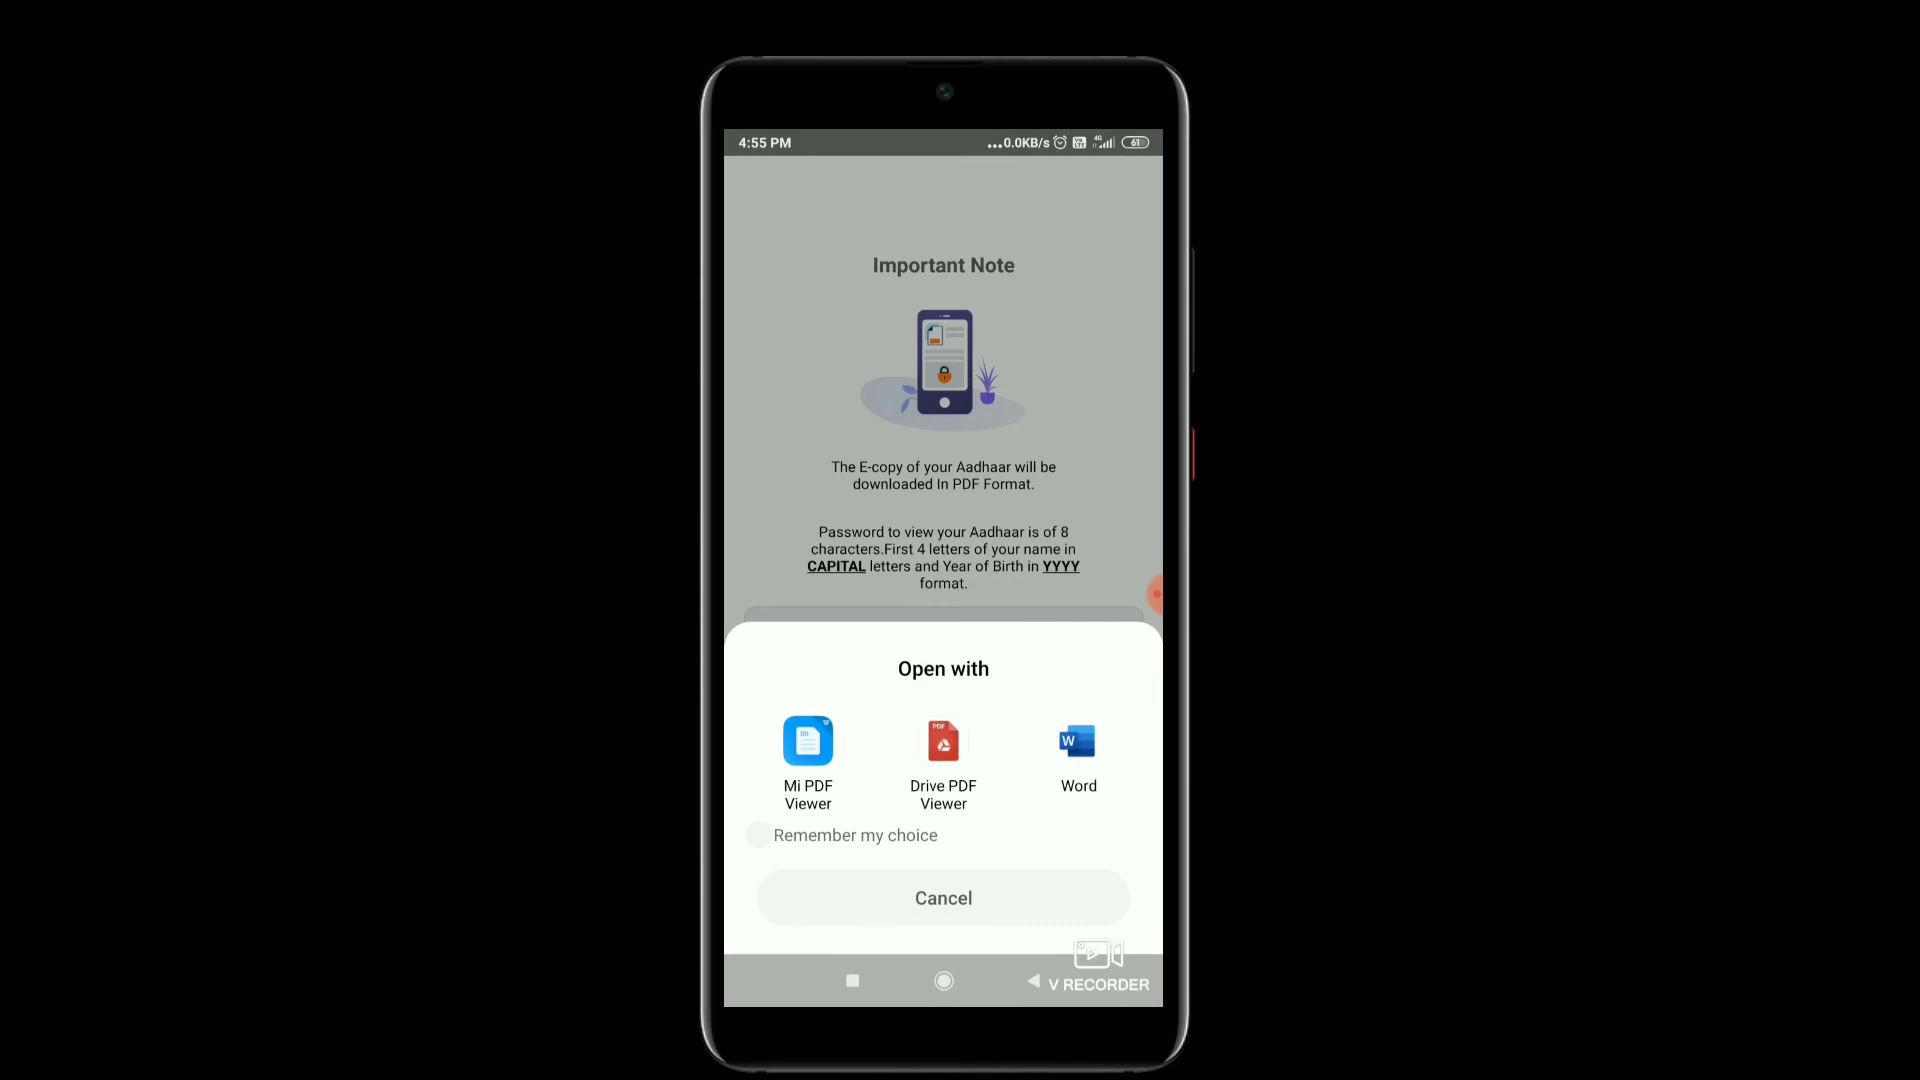 4:55 PM
...0.0KB/s 4G 61
Important Note
The E-copy of your Aadhaar will be
downloaded In PDF Format.
Password to view your Aadhaar is of 8
characters.First 4 letters of your name in
CAPITAL letters and Year of Birth in YYYY
format.
Open with
PDF
W
Mi PDF
Viewer
Drive PDF
Viewer
Word
Remember my choice
Cancel
V RECORDER